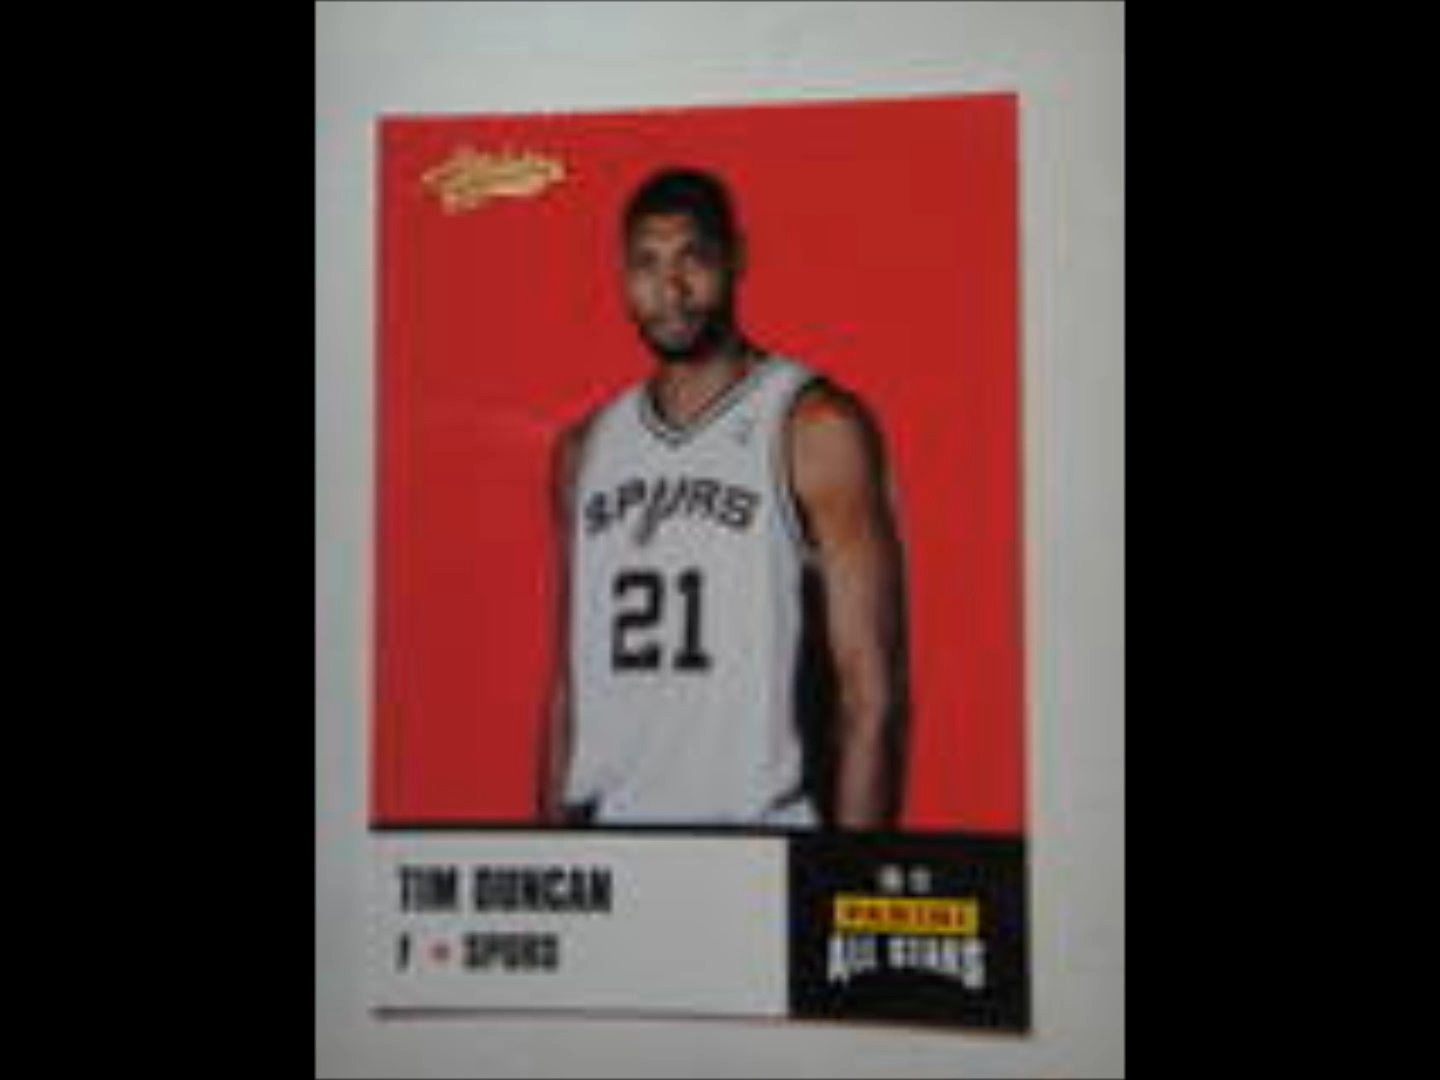 SPURS
21
TIM DUNCAN
F SPURS
PANINI
ALL STARS